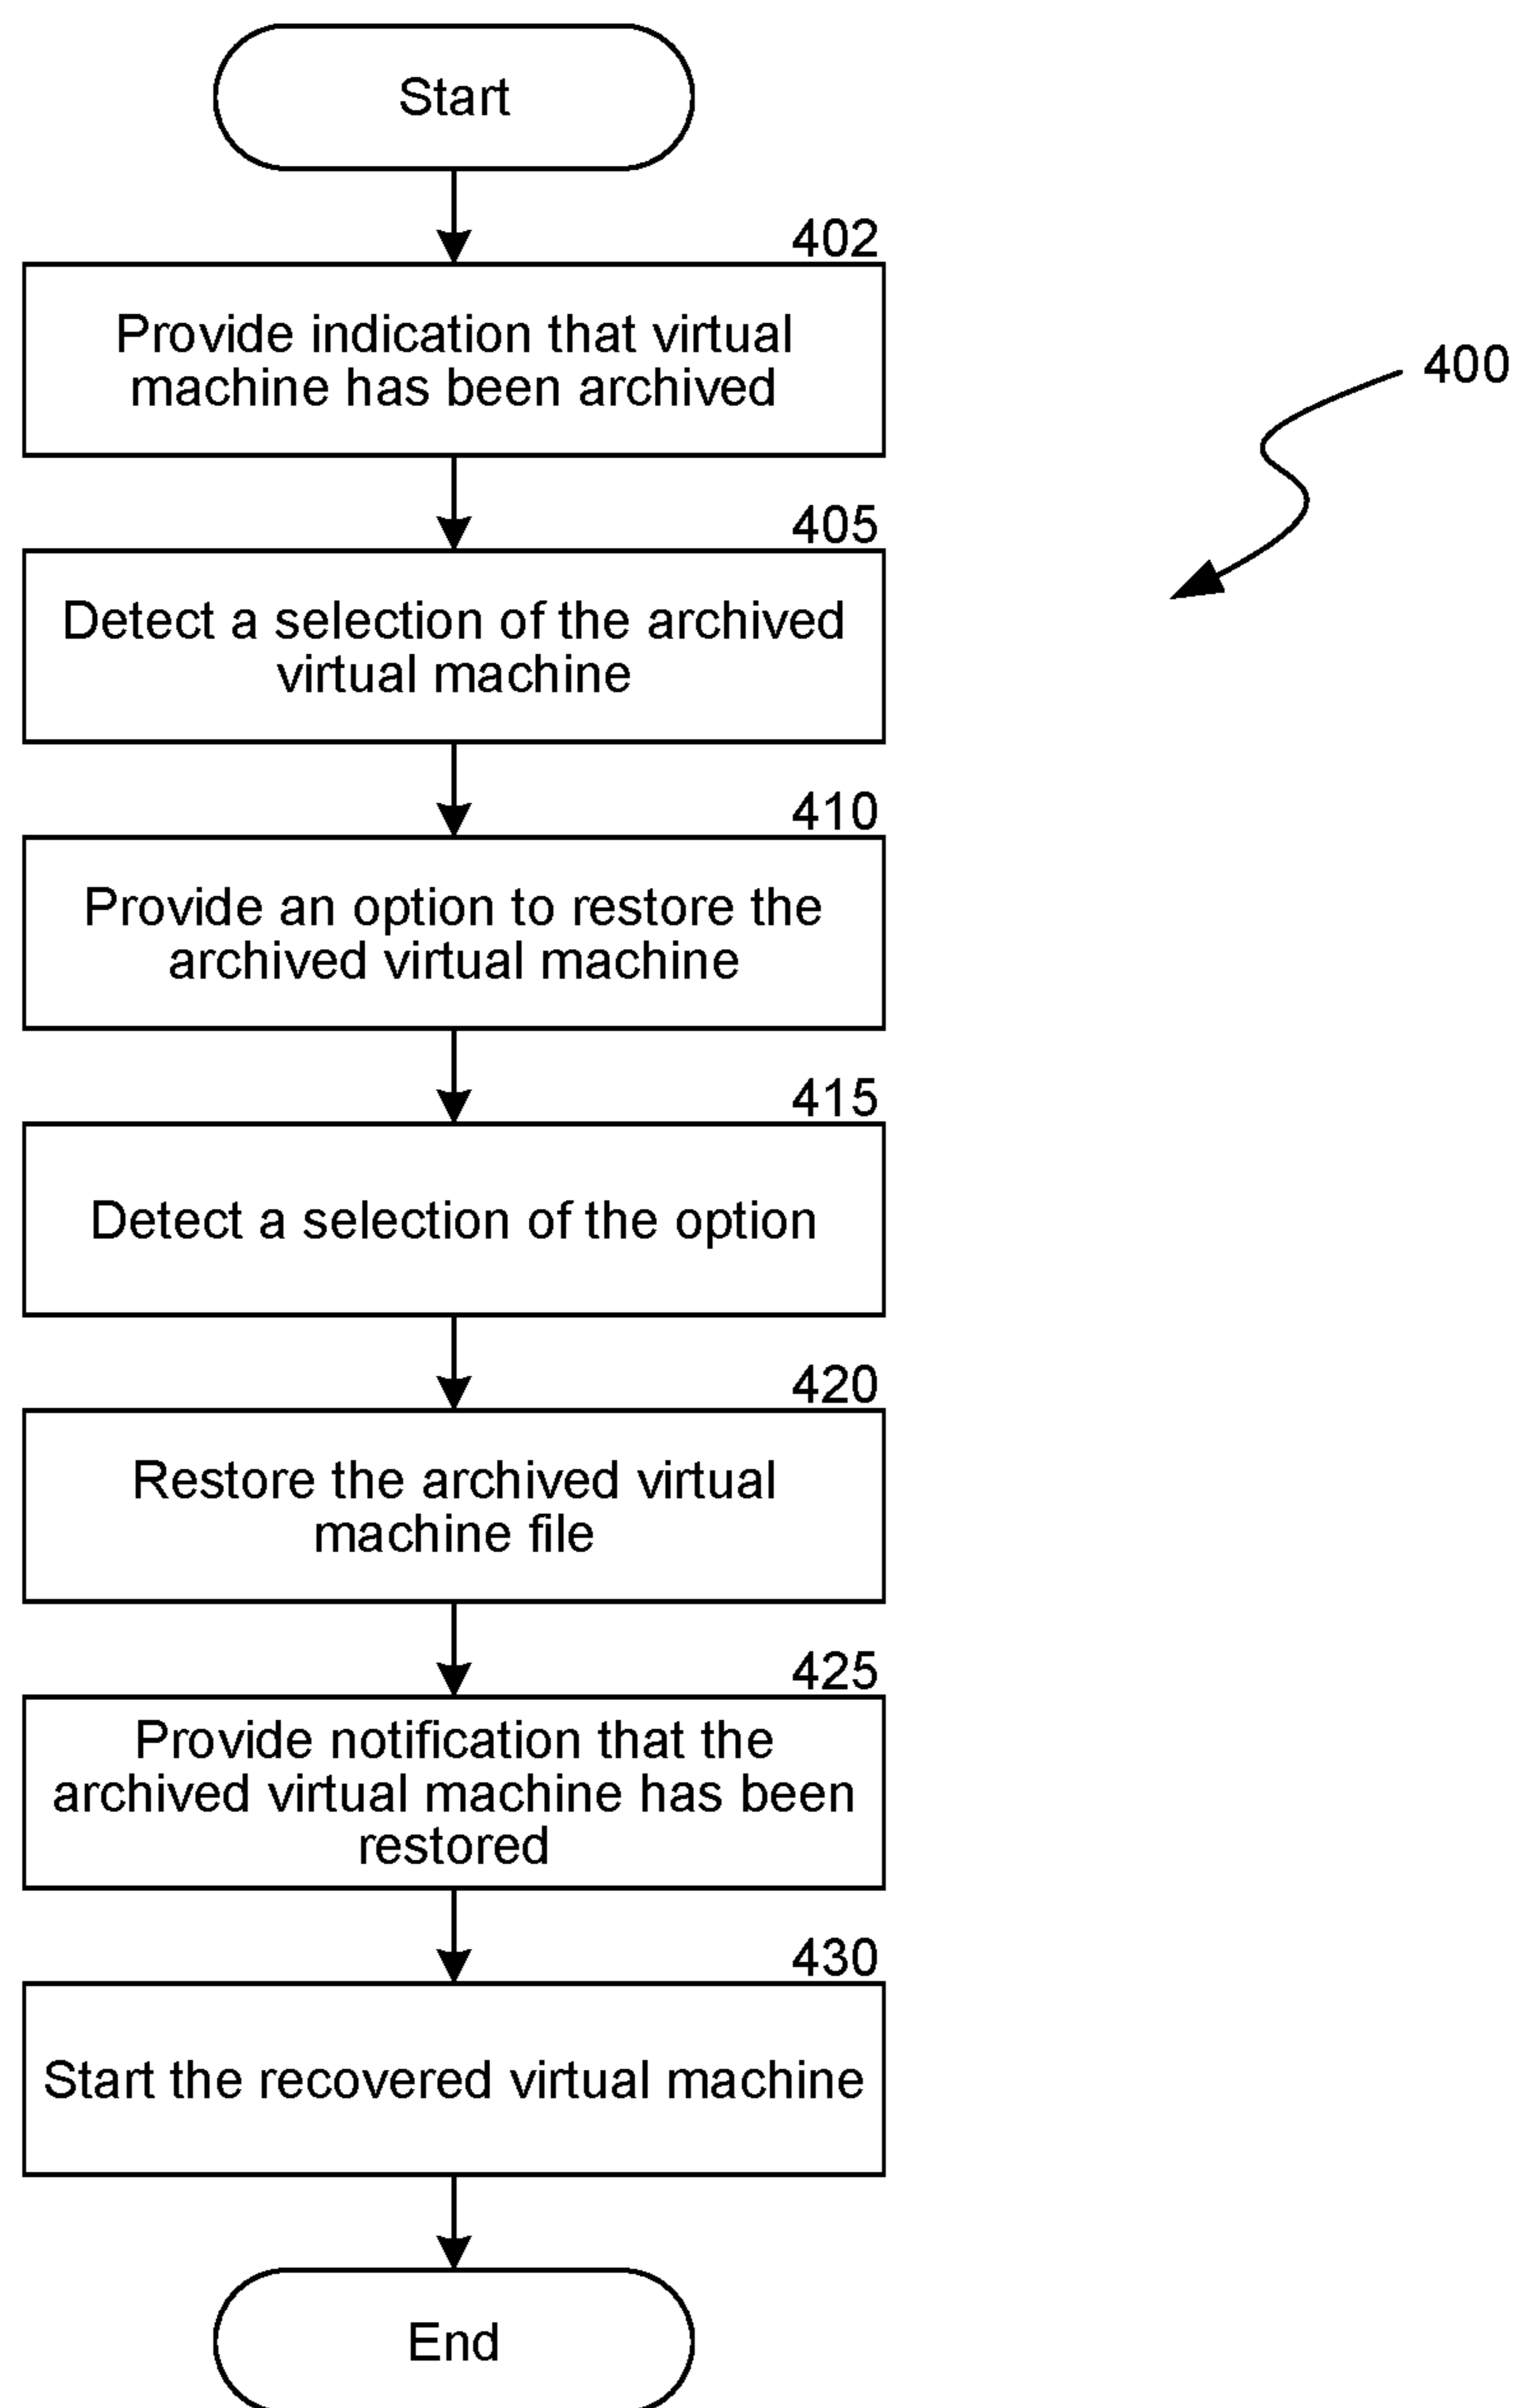 Start
402
Provide indication that virtual
machine has been archived
400
405
Detect a selection of the archived
virtual machine
410
Provide an option to restore the
archived virtual machine
415
Detect a selection of the option
420
Restore the archived virtual
machine file
425
Provide notification that the
archived virtual machine has been
restored
430
Start the recovered virtual machine
End